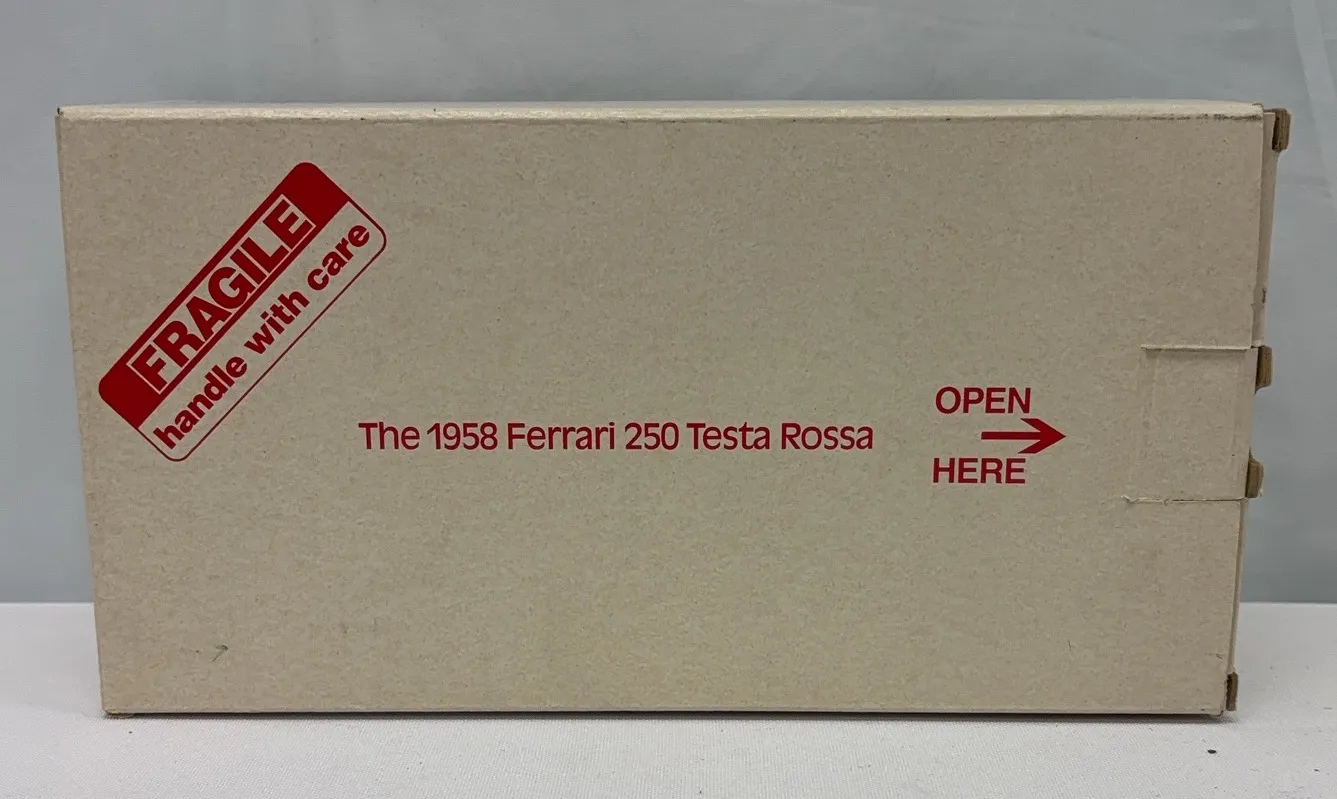 FRAGILE
handle with care
The 1958 Ferrari 250 Testa Rossa
OPEN
HERE